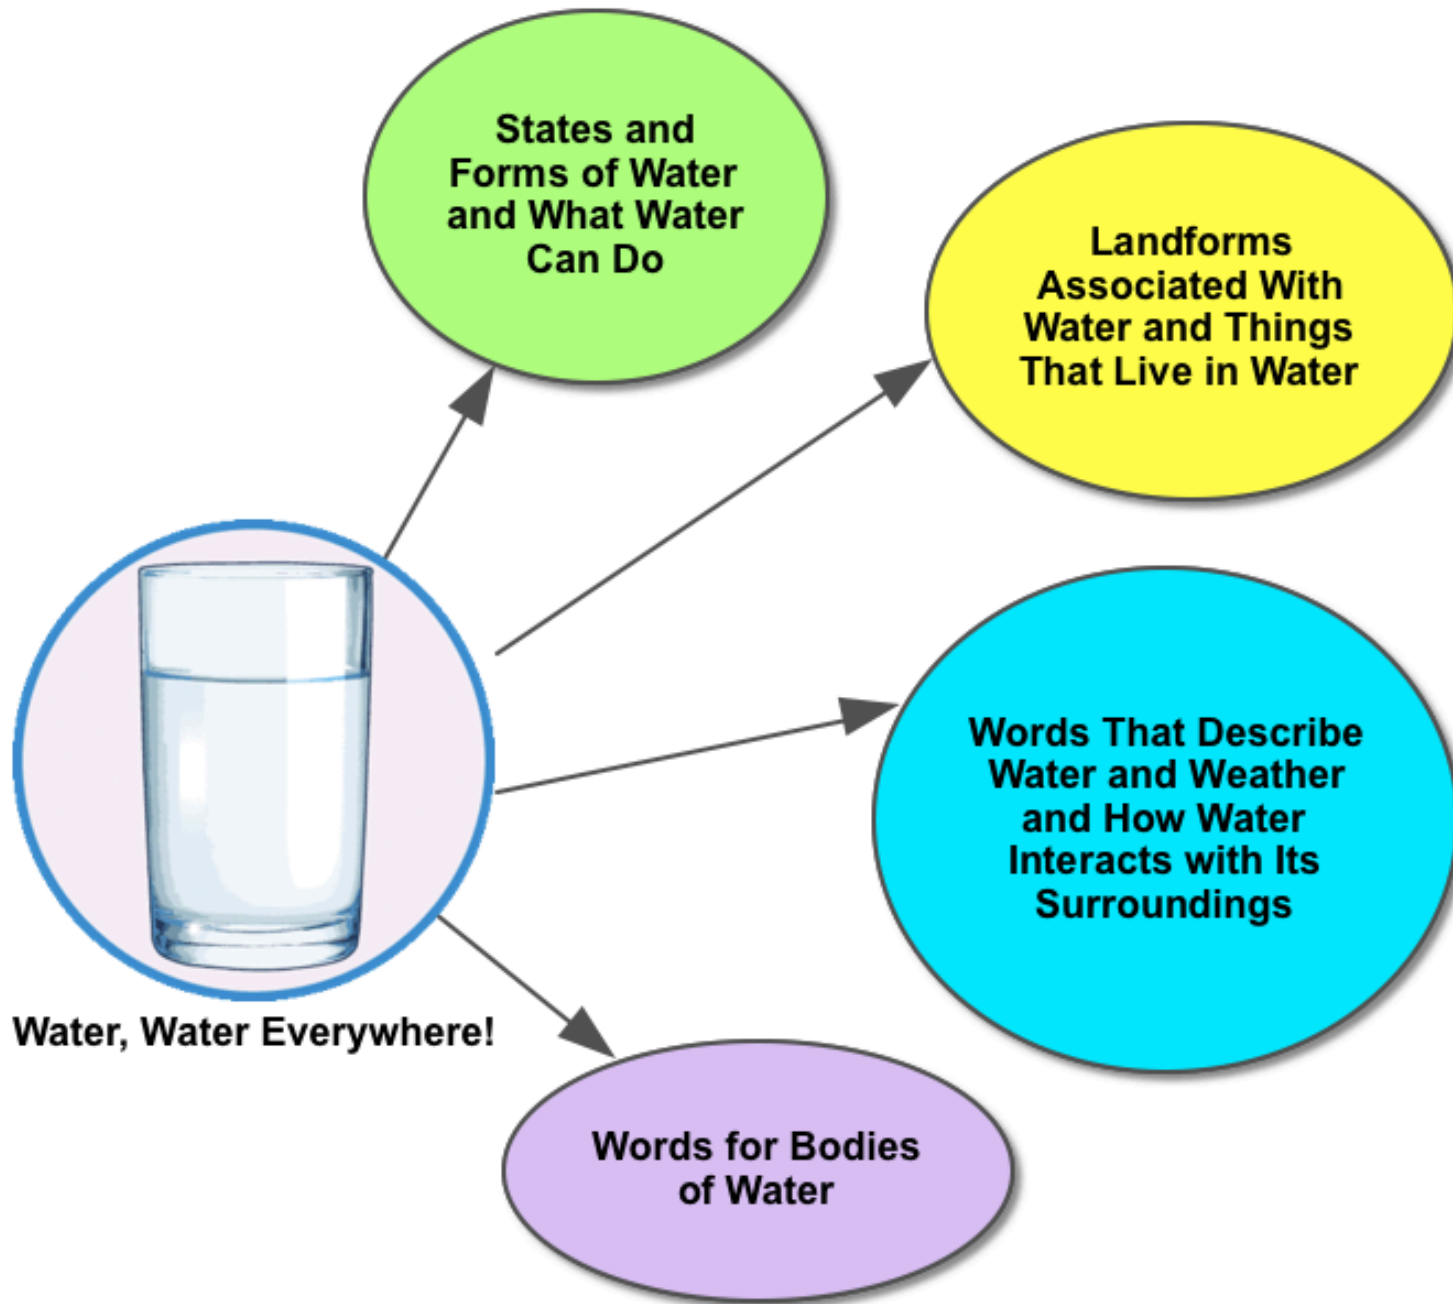 States and
Forms of Water
and What Water
Can Do
Landforms
Associated With
Water and Things
That Live in Water
Words That Describe
Water and Weather
and How Water
Interacts with Its
Surroundings
Water, Water Everywhere!
Words for Bodies
of Water